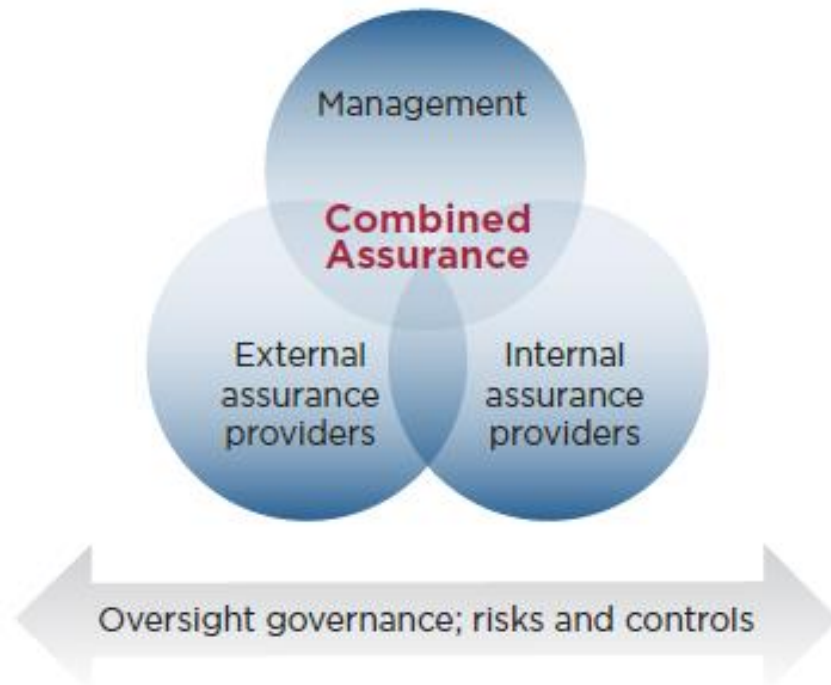 Management
Combined
Assurance
External
assurance
providers
Internal
assurance
providers
Oversight governance; risks and controls